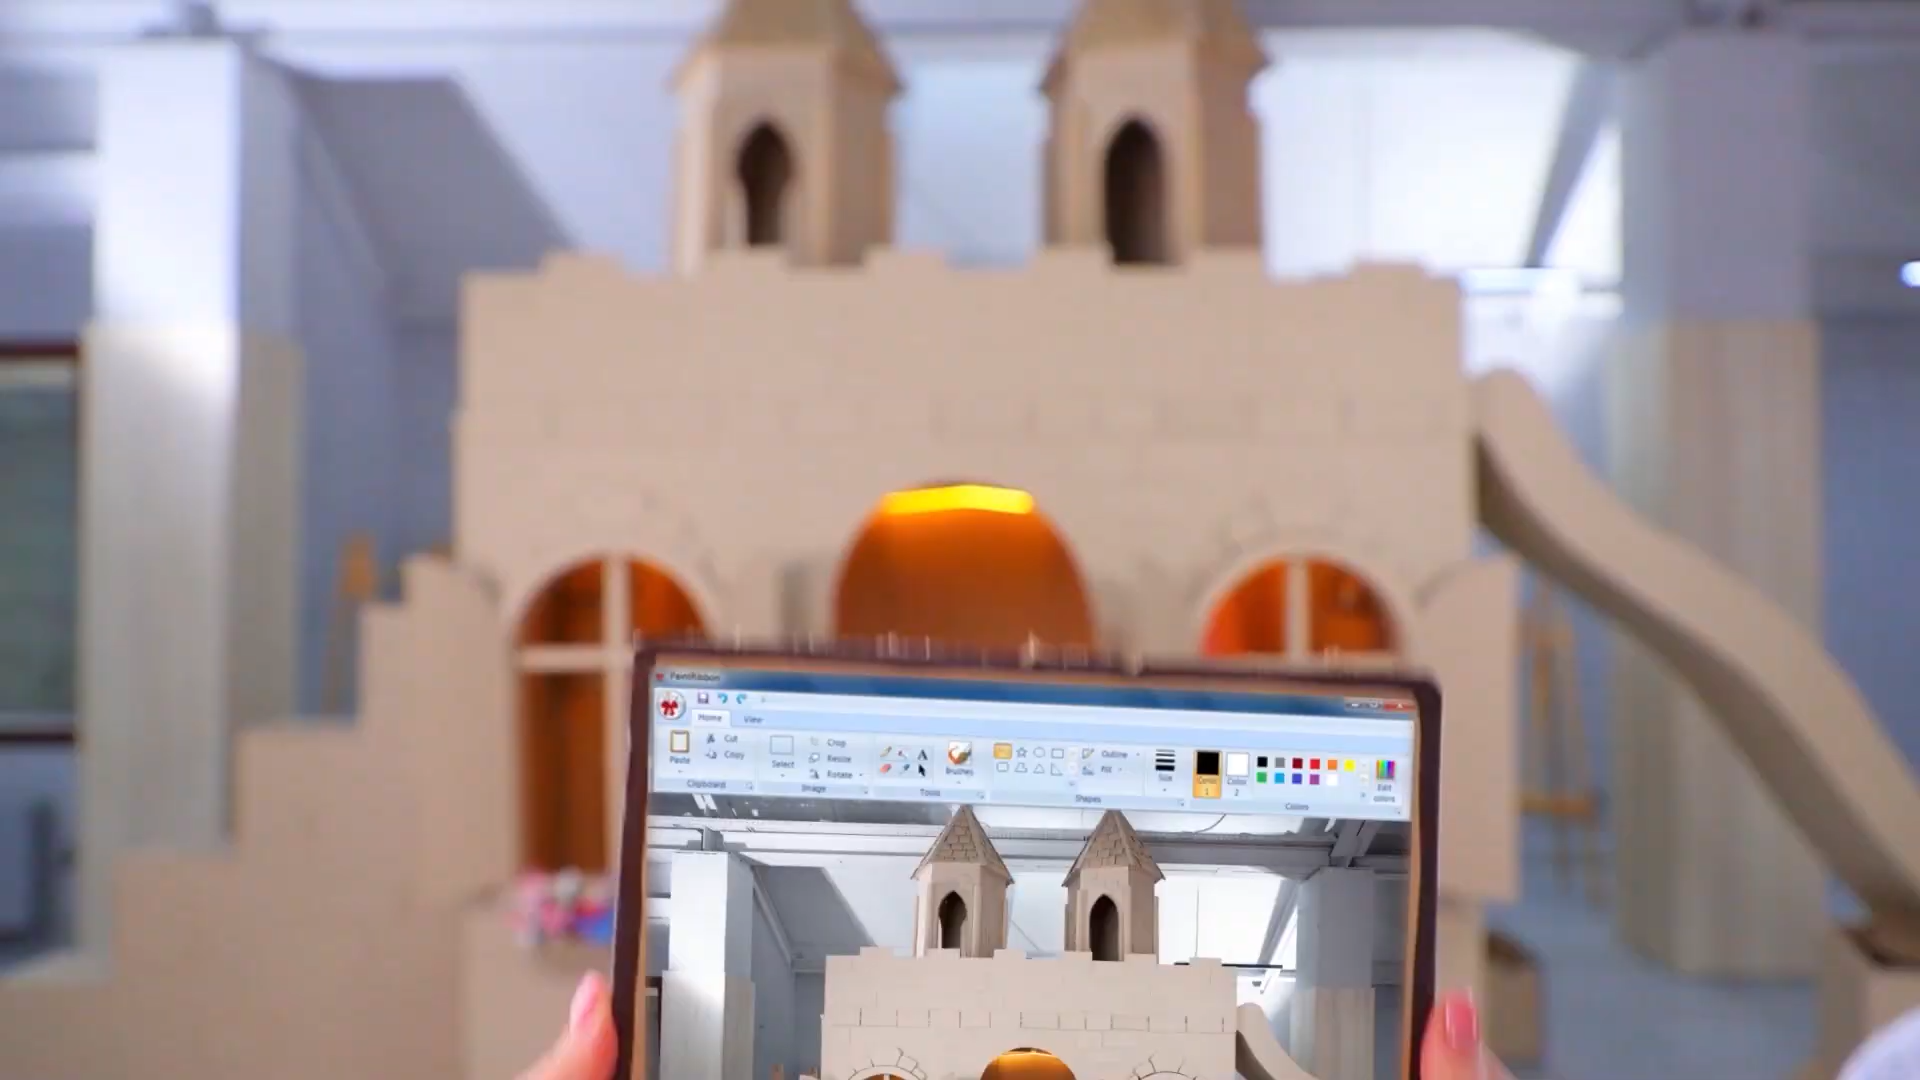 PaintRibbon
Home View
Paste
Cut
Copy
Clipboard
Select
Crop
Resize
Rotate
Image
Tools
Brushes
Outline
Fill
Shapes
Size
Color
1
Color
2
Edit
colors
Colors